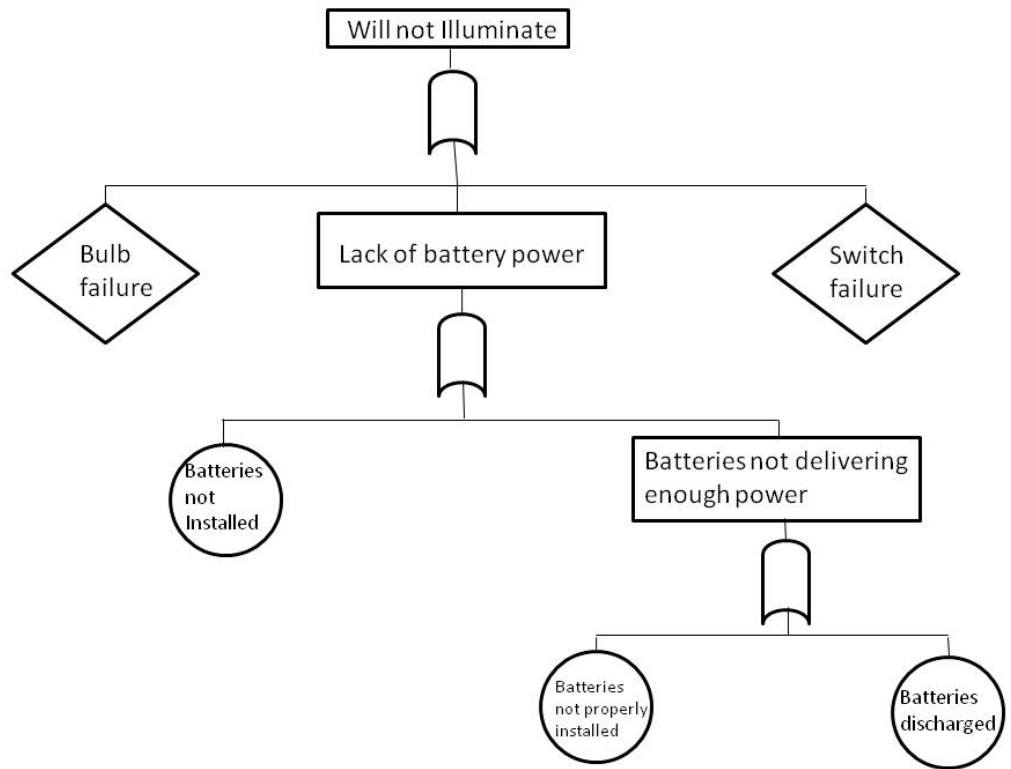 Will not Illuminate
Bulb
failure
Lack of battery power
Switch
failure
Batteries
not
Installed
Batteries not delivering
enough power
Batteries
not properly
installed
Batteries
discharged